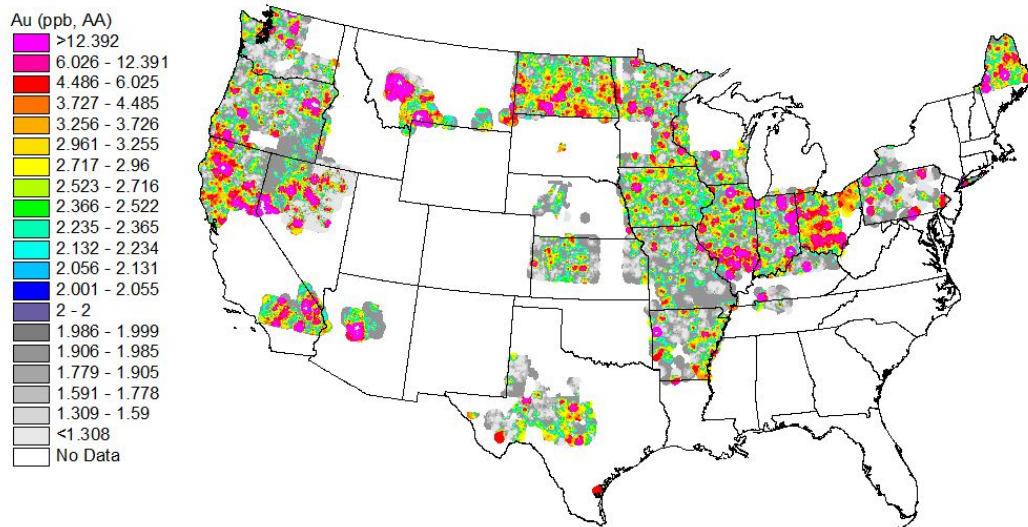 Au (ppb, AA)
>12.392
6.026 - 12.391
4.486 - 6.025
3.727 - 4.485
3.256 - 3.726
2.961 - 3.255
2.717 - 2.96
2.523 - 2.716
2.366 - 2.522
2.235 - 2.365
2.132 - 2.234
2.056 - 2.131
2.001 - 2.055
2 - 2
1.986 - 1.999
1.906 - 1.985
1.779 - 1.905
1.591 - 1.778
1.309 - 1.59
<1.308
No Data